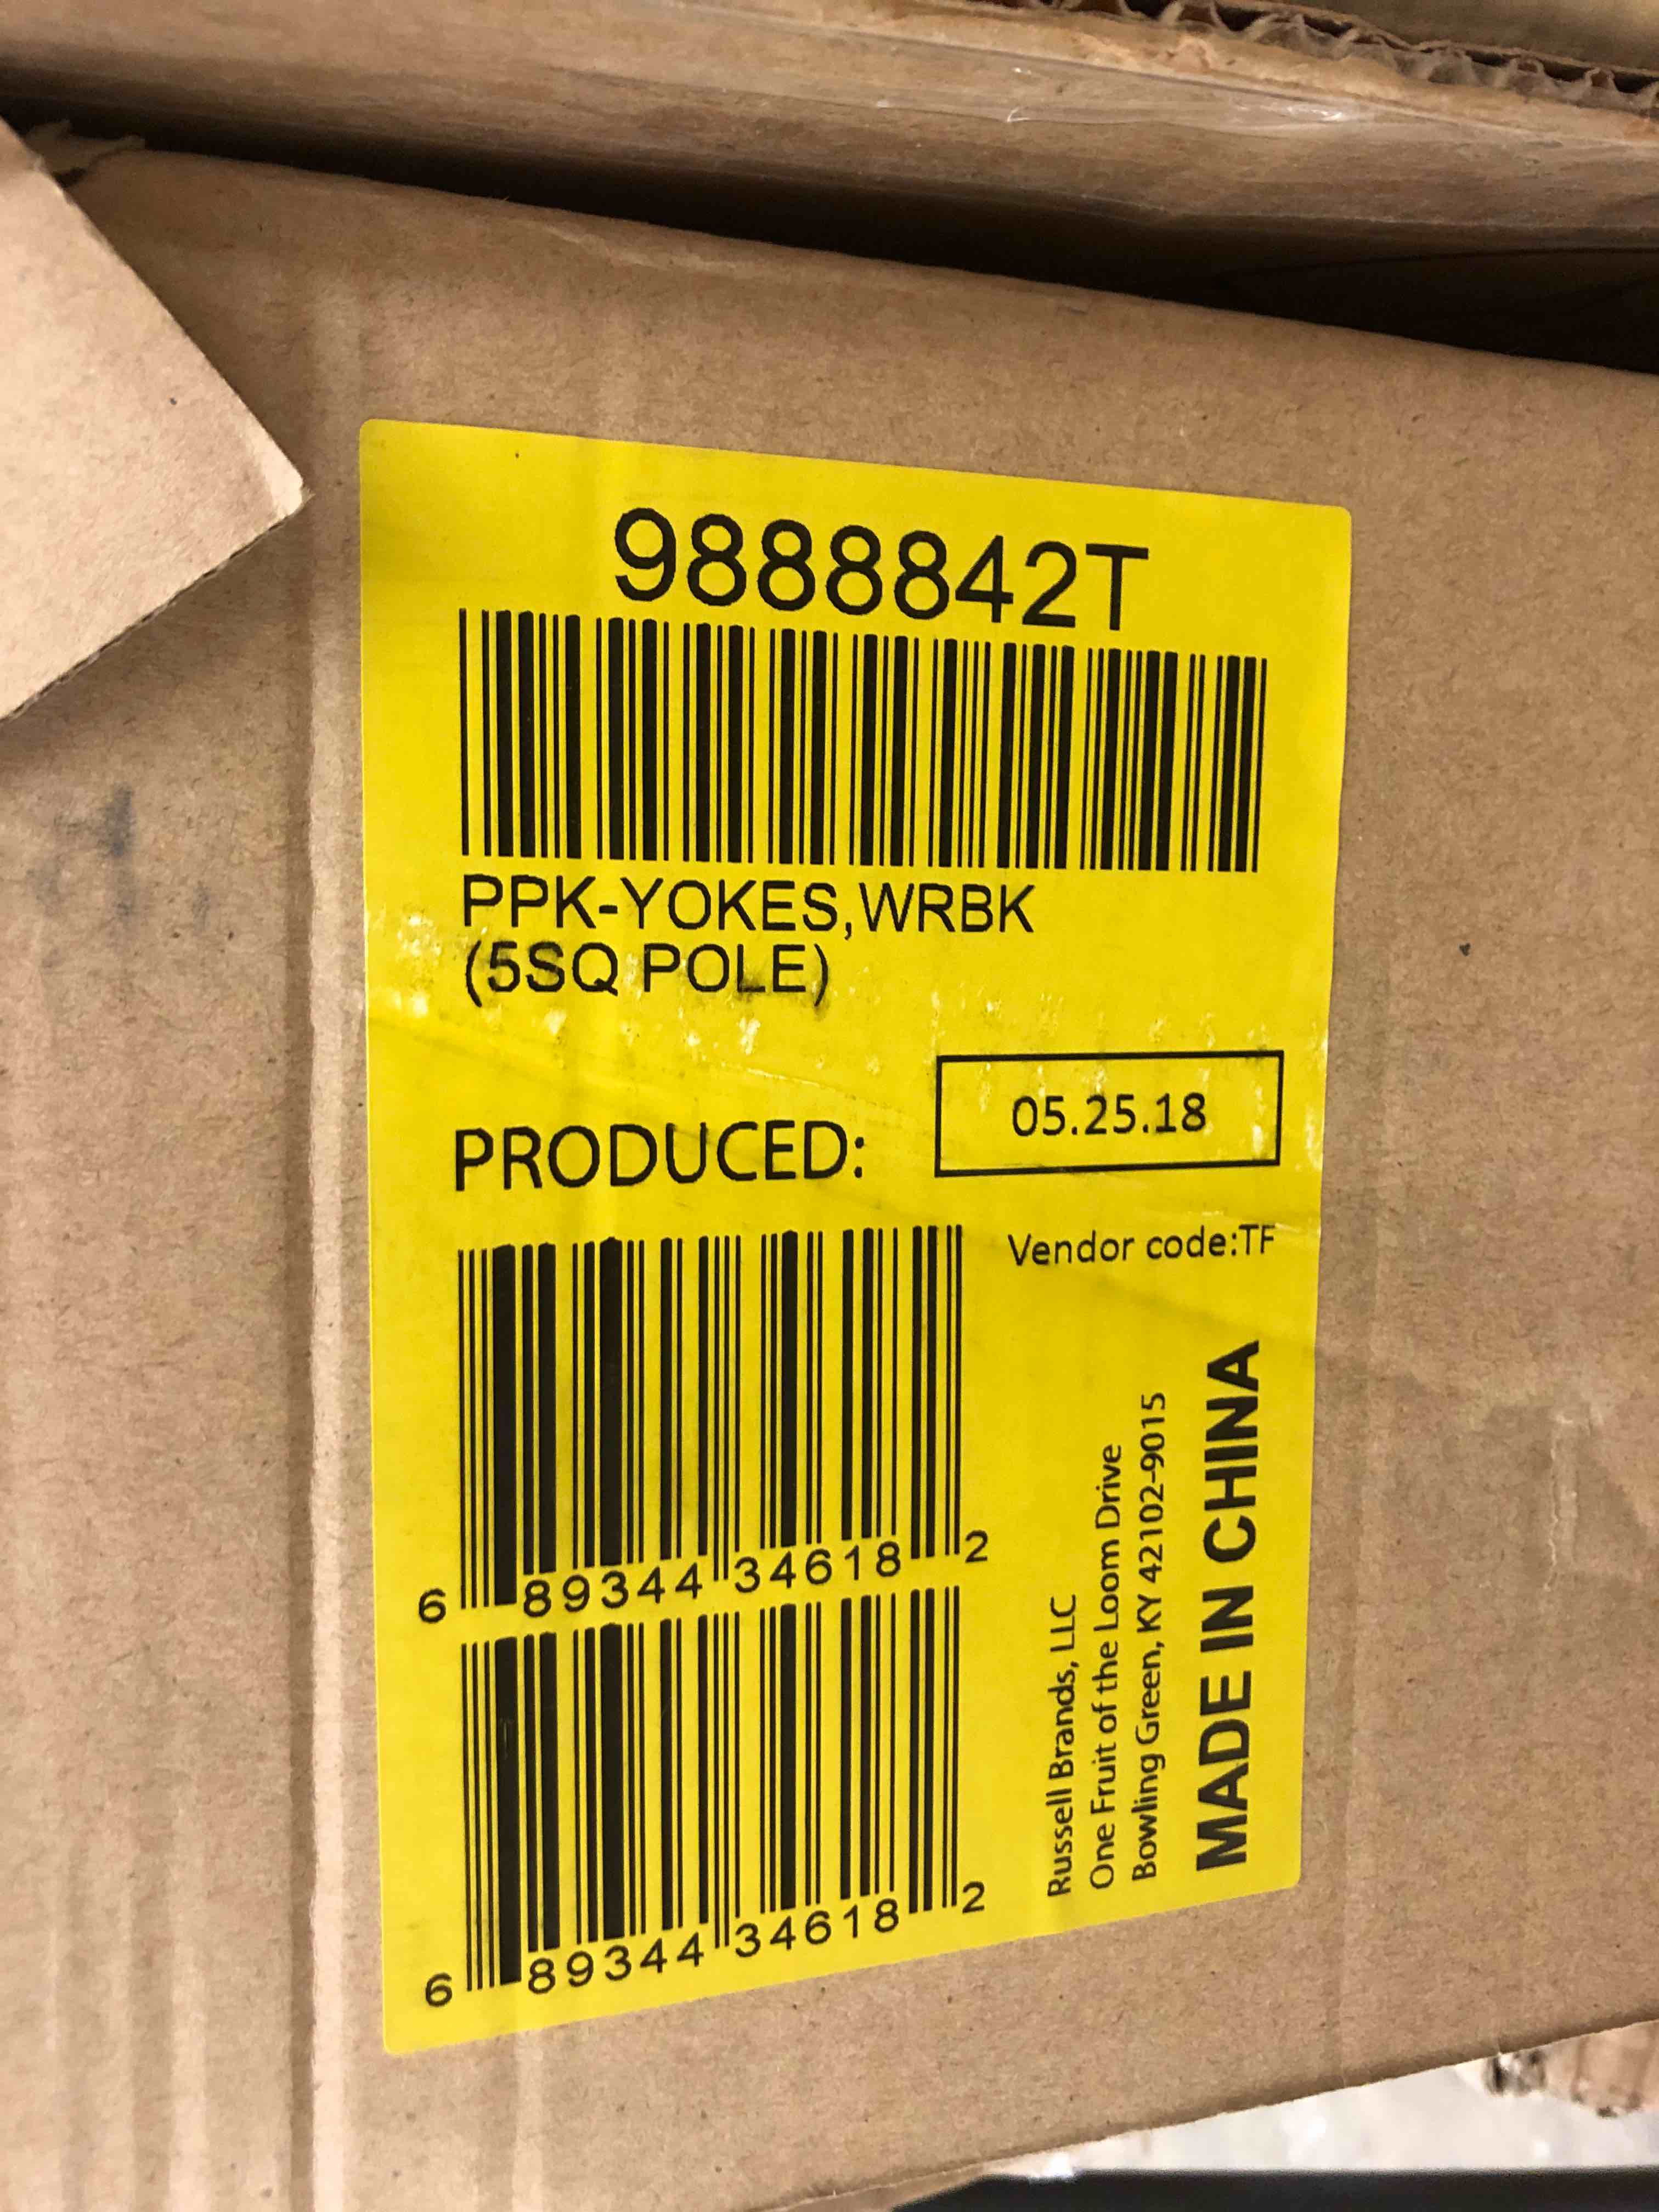 9888842T
PPK-YOKES,WRBK
(5SQ POLE)
PRODUCED: 05.25.18
Vendor code:TF
6 89344 34618 2
6 89344 34618 2
Russell Brands, LLC
One Fruit of the Loom Drive
Bowling Green, KY 42102-9015
MADE IN CHINA